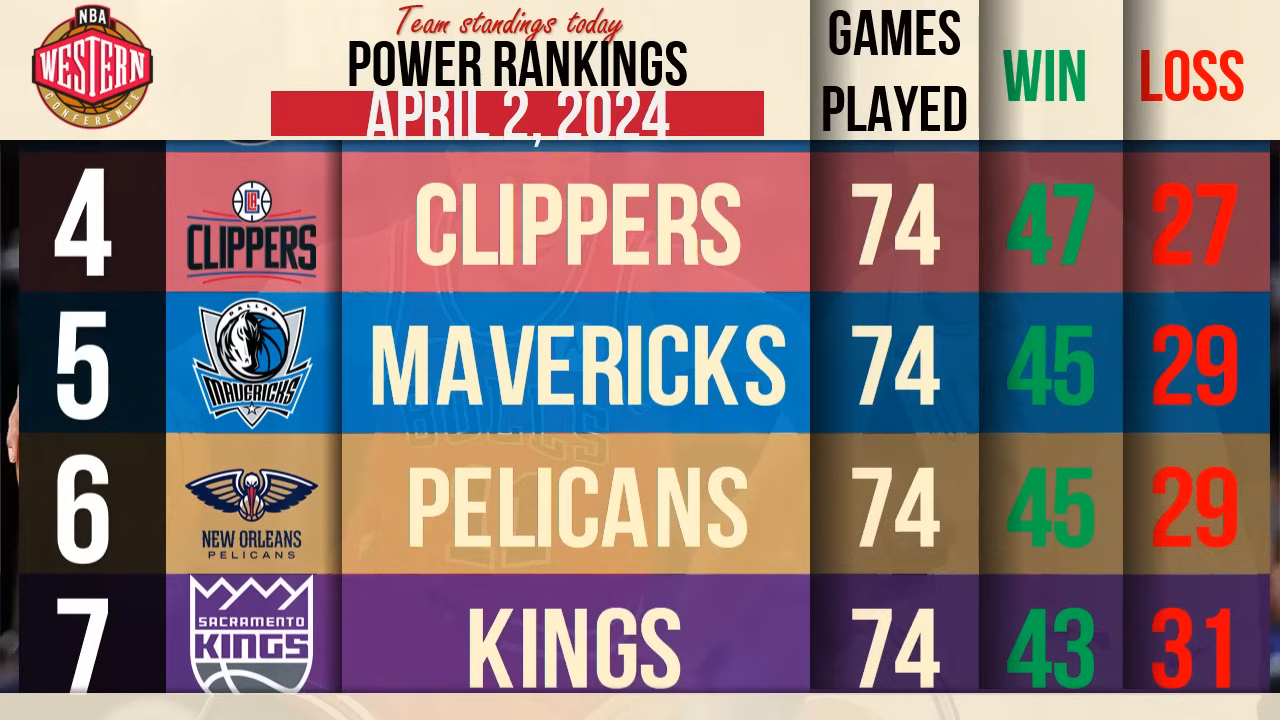 NBA
WESTERN
CONFERENCE
Team standings today
POWER RANKINGS
APRIL 2, 2024
GAMES
PLAYED
WIN
LOSS
4
CLIPPERS
CLIPPERS
74
47
27
5
DALLAS
MAVERICKS
MAVERICKS
74
45
29
6
NEW ORLEANS
PELICANS
PELICANS
74
45
29
7
SACRAMENTO
KINGS
KINGS
74
43
31